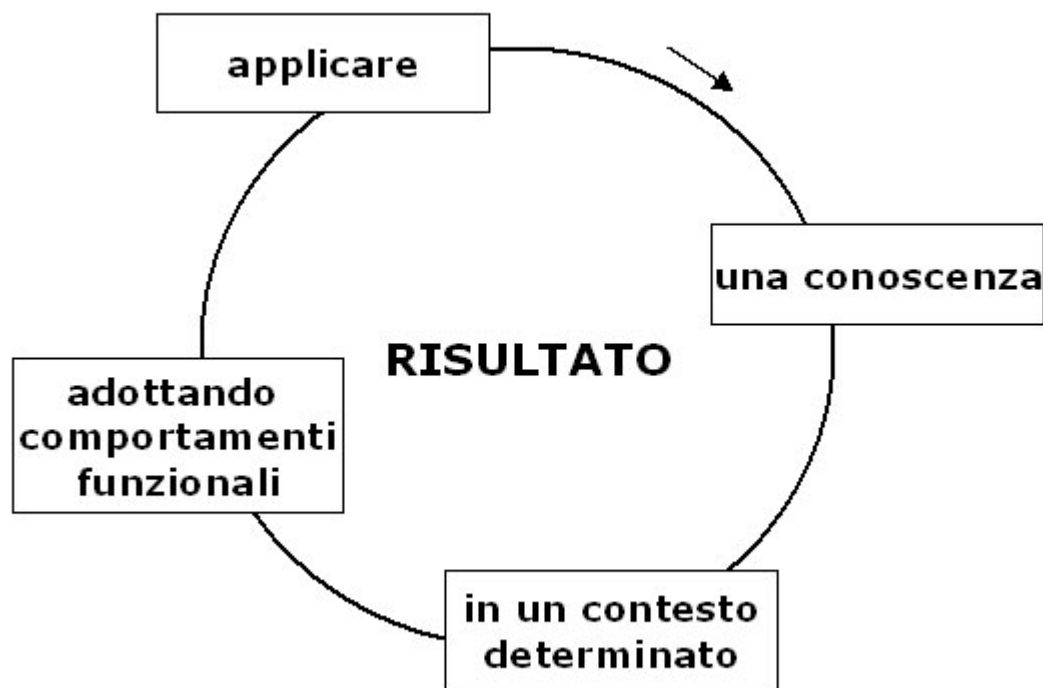 applicare
una conoscenza
RISULTATO
adottando
comportamenti
funzionali
in un contesto
determinato